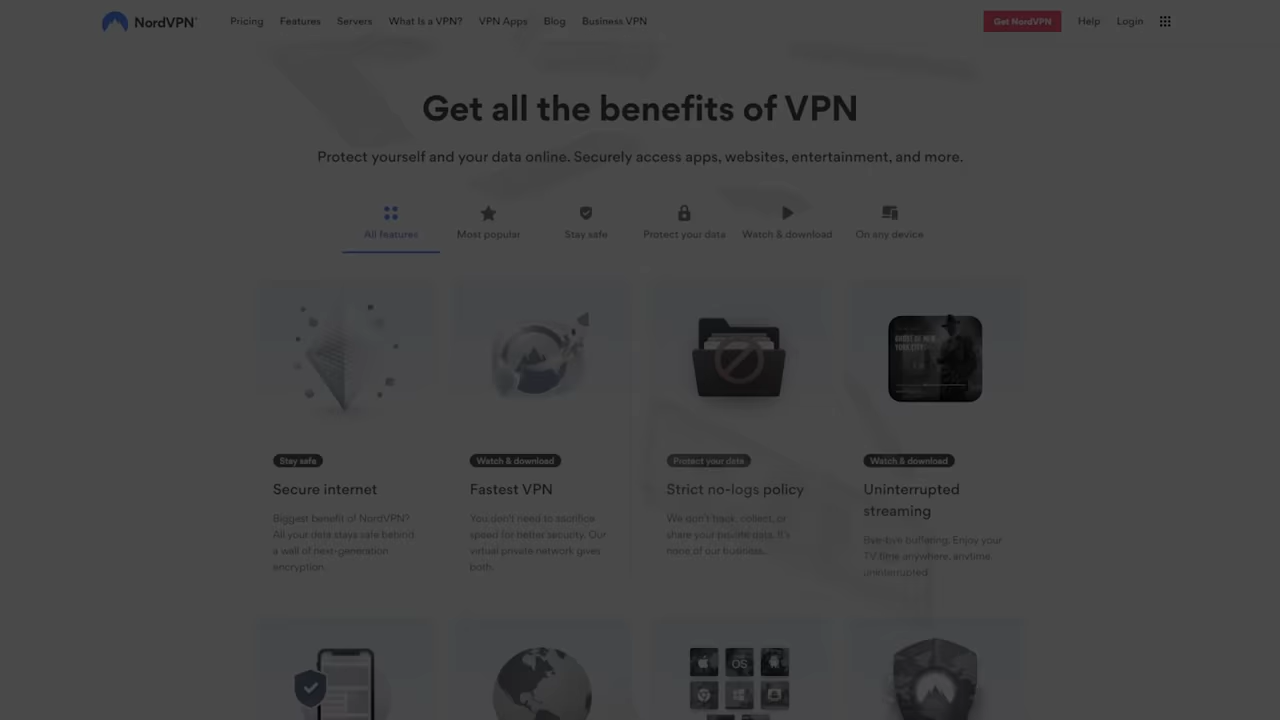 NordVPN
Pricing Features Servers What Is a VPN? VPN Apps Blog Business VPN
Get NordVPN Help Login
Get all the benefits of VPN
Protect yourself and your data online. Securely access apps, websites, entertainment, and more.
All features Most popular Stay safe Protect your data Watch & download On any device
GHOST OF NEW
YORK CITY
Stay safe
Secure internet
Biggest benefit of NordVPN?
All your data stays safe behind
a wall of next-generation
encryption.
Watch & download
Fastest VPN
You don't need to sacrifice
speed for better security. Our
virtual private network gives
both.
Protect your data
Strict no-logs policy
We don't track, collect, or
share your private data. It's
none of our business.
Watch & download
Uninterrupted
streaming
Bye-bye buffering. Enjoy your
TV time anywhere, anytime,
uninterrupted.
OS